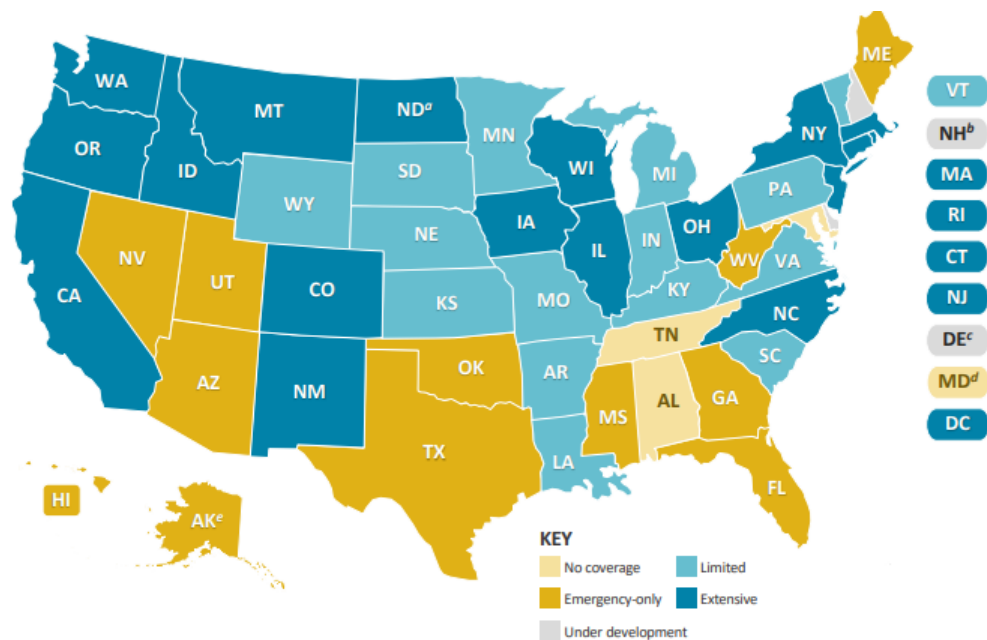 ME
WA
MT
NDᵃ
MN
VT
OR
ID
SD
WI
MI
NY
NHᵇ
WY
MA
NE
IA
PA
RI
NV
UT
CO
IL
IN
OH
WV
VA
CT
CA
KS
MO
KY
NJ
AZ
NM
OK
AR
TN
NC
SC
DEᶜ
MS
AL
GA
MDᵈ
TX
LA
DC
HI
AKᵉ
FL
KEY
No coverage
Limited
Emergency-only
Extensive
Under development